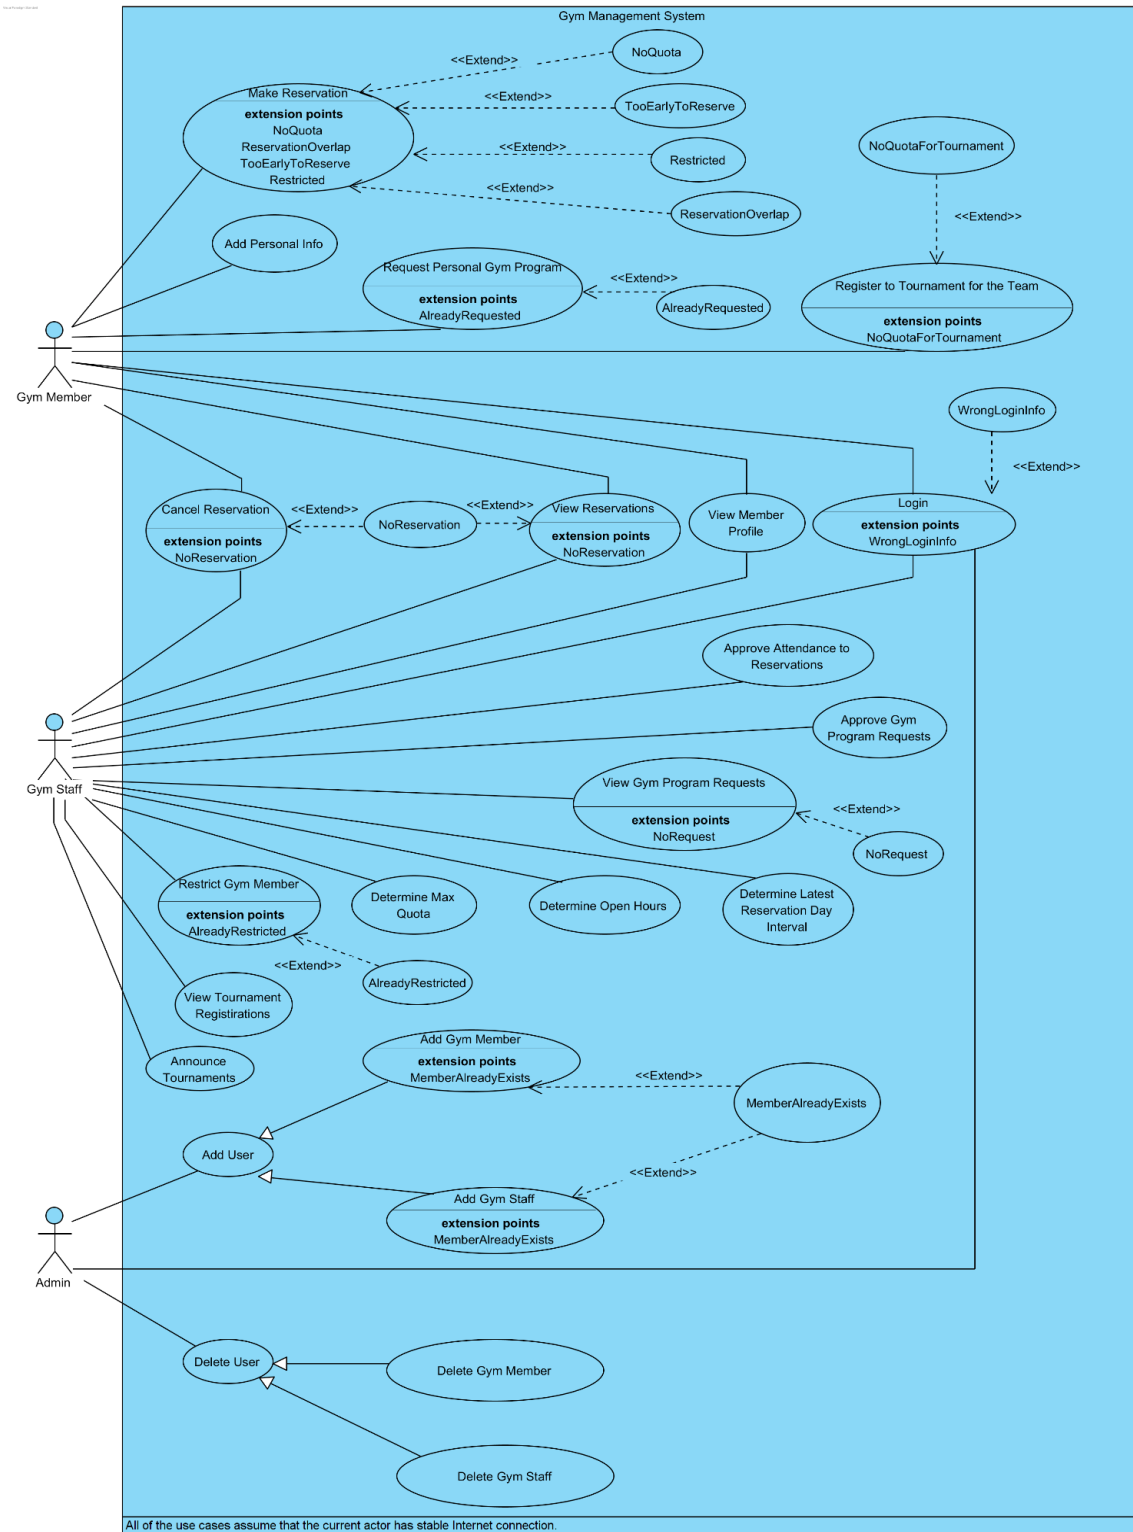 Gym Management System
NoQuota
<<Extend>>
Make Reservation
extension points
NoQuota
ReservationOverlap
TooEarlyToReserve
Restricted
<<Extend>>
TooEarlyToReserve
<<Extend>>
Restricted
<<Extend>>
ReservationOverlap
NoQuotaForTournament
<<Extend>>
Add Personal Info
Request Personal Gym Program
extension points
AlreadyRequested
<<Extend>>
AlreadyRequested
Register to Tournament for the Team
extension points
NoQuotaForTournament
Gym Member
WrongLoginInfo
<<Extend>>
Cancel Reservation
extension points
NoReservation
<<Extend>>
NoReservation
<<Extend>>
View Reservations
extension points
NoReservation
View Member
Profile
Login
extension points
WrongLoginInfo
Approve Attendance to
Reservations
Approve Gym
Program Requests
Gym Staff
View Gym Program Requests
extension points
NoRequest
<<Extend>>
NoRequest
Restrict Gym Member
extension points
AlreadyRestricted
Determine Max
Quota
Determine Open Hours
Determine Latest
Reservation Day
Interval
<<Extend>>
AlreadyRestricted
View Tournament
Registirations
Announce
Tournaments
Add Gym Member
extension points
MemberAlreadyExists
<<Extend>>
MemberAlreadyExists
Add User
<<Extend>>
Add Gym Staff
extension points
MemberAlreadyExists
Admin
Delete User
Delete Gym Member
Delete Gym Staff
All of the use cases assume that the current actor has stable Internet connection.